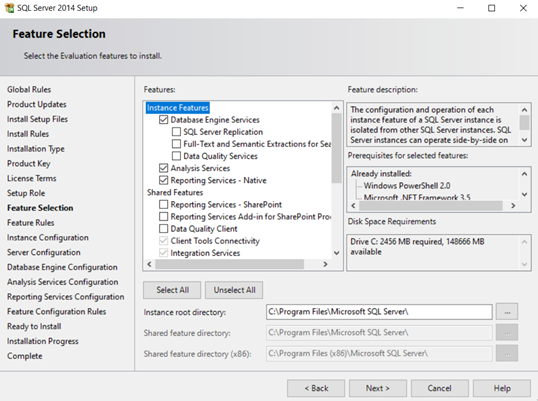 SQL Server 2014 Setup
Feature Selection
Select the Evaluation features to install.
Global Rules
Product Updates
Install Setup Files
Install Rules
Installation Type
Product Key
License Terms
Setup Role
Feature Selection
Feature Rules
Instance Configuration
Server Configuration
Database Engine Configuration
Analysis Services Configuration
Reporting Services Configuration
Feature Configuration Rules
Ready to Install
Installation Progress
Complete
Features:
Instance Features
Database Engine Services
SQL Server Replication
Full-Text and Semantic Extractions for Sea
Data Quality Services
Analysis Services
Reporting Services - Native
Shared Features
Reporting Services - SharePoint
Reporting Services Add-in for SharePoint Proc
Data Quality Client
Client Tools Connectivity
Integration Services
Select All
Unselect All
Feature description:
The configuration and operation of each
instance feature of a SQL Server instance is
isolated from other SQL Server instances. SQL
Server instances can operate side-by-side on
Prerequisites for selected features:
Already installed:
Windows PowerShell 2.0
Microsoft .NET Framework 3.5
Disk Space Requirements
Drive C: 2456 MB required, 148666 MB
available
Instance root directory:
C:\Program Files\Microsoft SQL Server\
...
Shared feature directory:
C:\Program Files\Microsoft SQL Server\
...
Shared feature directory (x86):
C:\Program Files (x86)\Microsoft SQL Server\
...
< Back
Next >
Cancel
Help